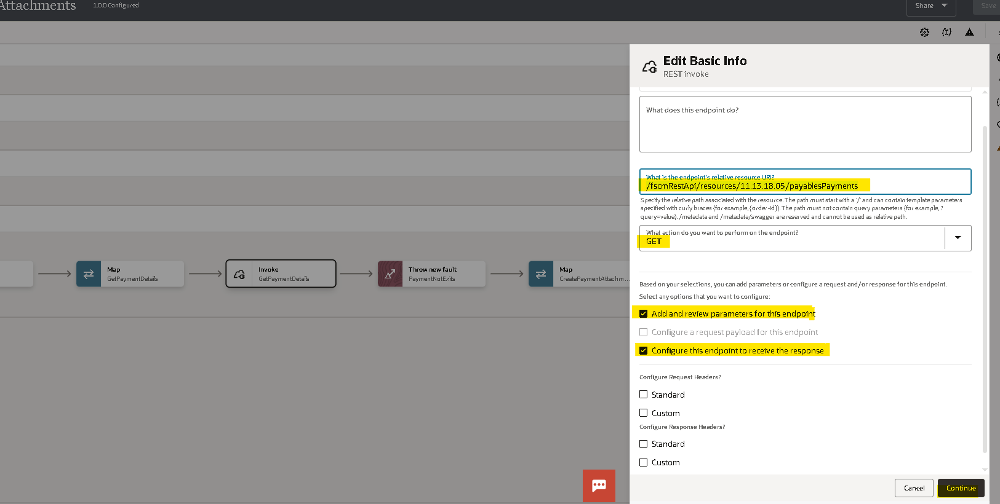 Attachments
1.0.0 Configured
Share
Save
Edit Basic Info
REST invoke
What does this endpoint do?
What is the endpoint's relative resource URI?
/fscmRestApi/resources/11.13.18.05/payablesPayments
Specify the relative path associated with the resource. The path must start with a '/' and can contain template parameters
specified with curly braces (for example, {order-id}). The path must not contain query parameters (for example, ?
query=value). /metadata and /metadata/swagger are reserved and cannot be used as relative path.
What action do you want to perform on the endpoint?
GET
Map
GetPaymentDetails
Invoke
GetPaymentDetails
Throw new fault
PaymentNotExits
Map
CreatePaymentAttachm...
Based on your selections, you can add parameters or configure a request and/or response for this endpoint.
Select any options that you want to configure:
Add and review parameters for this endpoint
Configure a request payload for this endpoint
Configure this endpoint to receive the response
Configure Request Headers?
Standard
Custom
Configure Response Headers?
Standard
Custom
Cancel
Continue